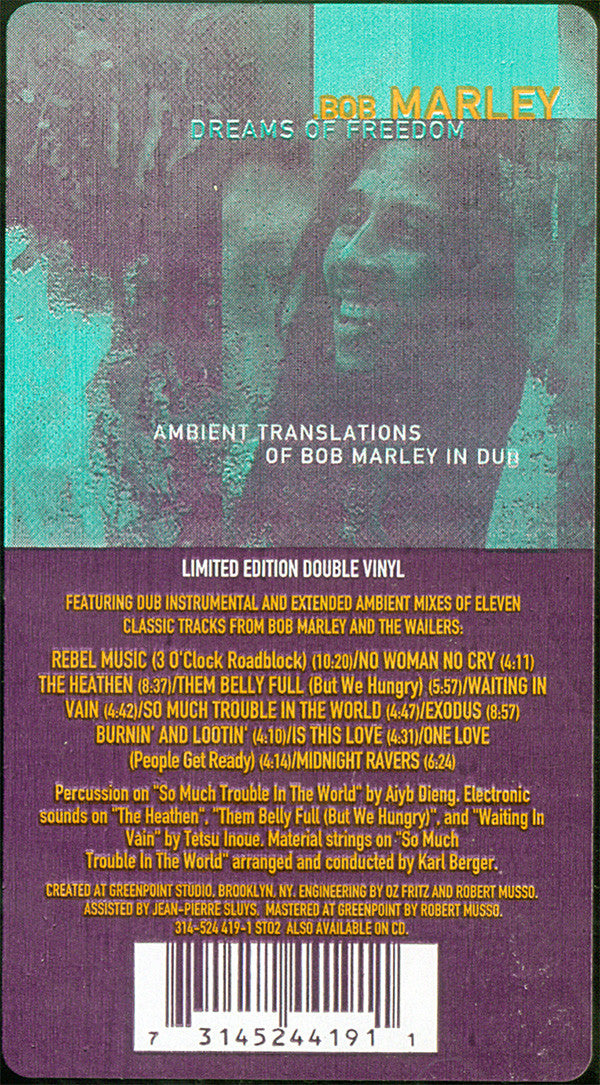 .BOB MARLEY
DREAMS OF FREEDOM
AMBIENT TRANSLATIONS
OF BOB MARLEY IN DUB
LIMITED EDITION DOUBLE VINYL
FEATURING DUB INSTRUMENTAL AND EXTENDED AMBIENT MIXES OF ELEVEN
CLASSIC TRACKS FROM BOB MARLEY AND THE WAILERS:
REBEL MUSIC (3 O'Clock Roadblock) (10:20)/NO WOMAN NO CRY (4:11)
THE HEATHEN (8:37)/THEM BELLY FULL (But We Hungry) (5:57)/WAITING IN
VAIN (4:42)/SO MUCH TROUBLE IN THE WORLD (4:47)/EXODUS (8:57)
BURNIN' AND LOOTIN' (4:10)/IS THIS LOVE (4:31)/ONE LOVE
(People Get Ready) (4:14)/MIDNIGHT RAVERS (6:24)
Percussion on "So Much Trouble In The World" by Aiyb Dieng. Electronic
sounds on "The Heathen", "Them Belly Full (But We Hungry)", and "Waiting In
Vain" by Tetsu Inoue. Material strings on "So Much
Trouble In The World" arranged and conducted by Karl Berger.
CREATED AT GREENPOINT STUDIO, BROOKLYN, NY. ENGINEERING BY OZ FRITZ AND ROBERT MUSSO.
ASSISTED BY JEAN-PIERRE SLUYS. MASTERED AT GREENPOINT BY ROBERT MUSSO.
314-524 419-1 ST02 ALSO AVAILABLE ON CD.
7 31452 44191 1